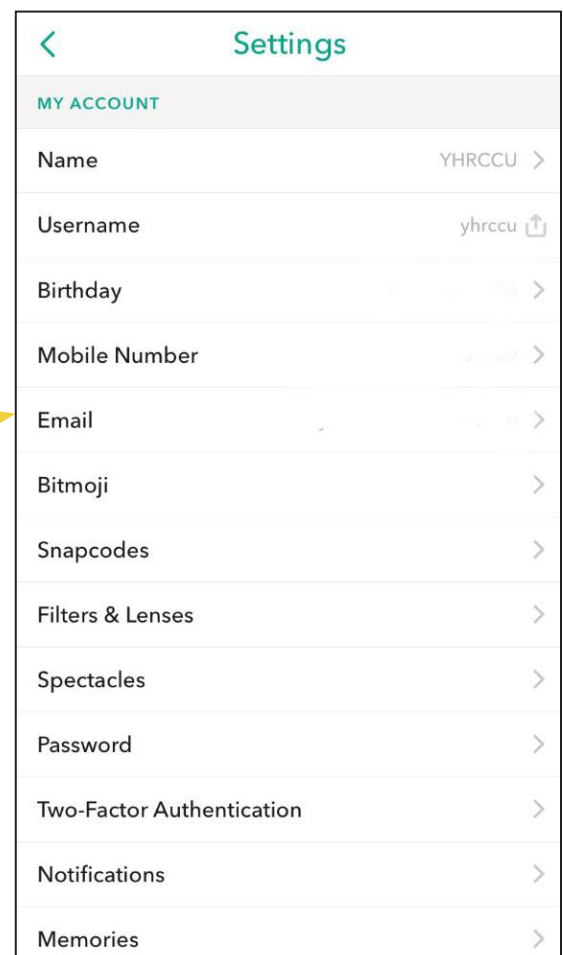 Settings
MY ACCOUNT
Name YHRCCU
Username yhrccu
Birthday
Mobile Number
Email
Bitmoji
Snapcodes
Filters & Lenses
Spectacles
Password
Two-Factor Authentication
Notifications
Memories